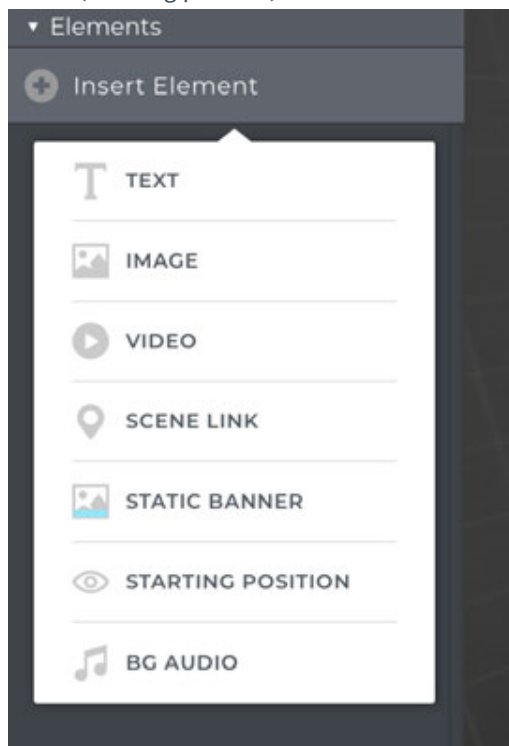 Elements
Insert Element
TEXT
IMAGE
VIDEO
SCENE LINK
STATIC BANNER
STARTING POSITION
BG AUDIO